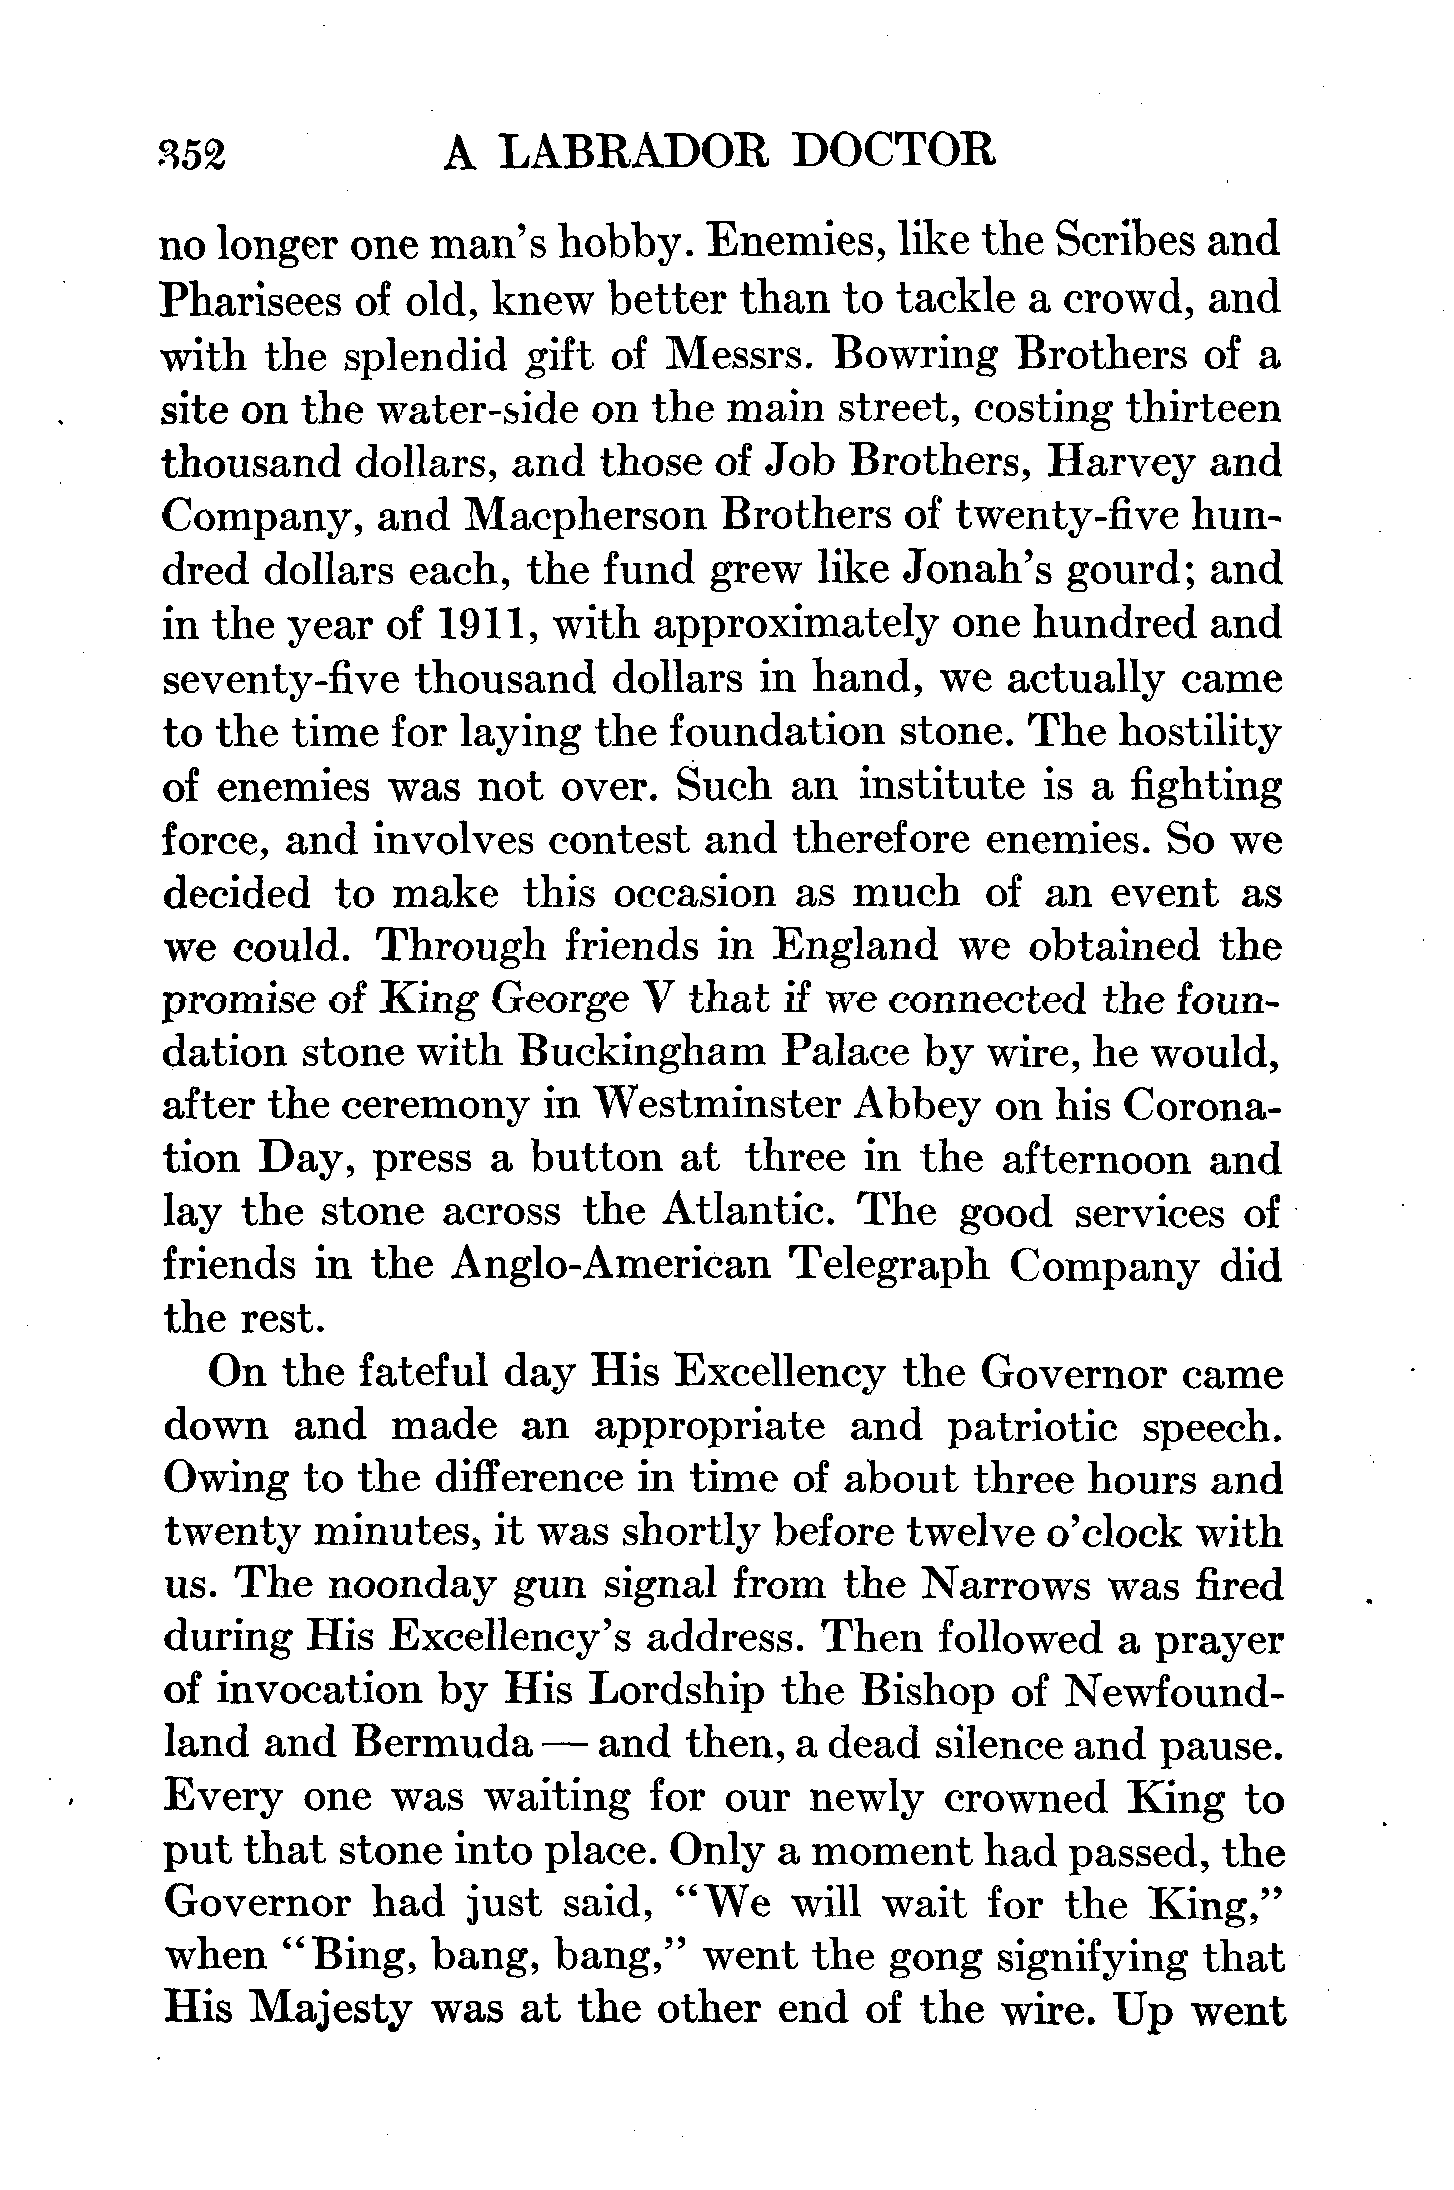 352 A LABRADOR DOCTOR
no longer one man's hobby. Enemies, like the Scribes and
Pharisees of old, knew better than to tackle a crowd, and
with the splendid gift of Messrs. Bowring Brothers of a
site on the water-side on the main street, costing thirteen
thousand dollars, and those of Job Brothers, Harvey and
Company, and Macpherson Brothers of twenty-five hun-
dred dollars each, the fund grew like Jonah's gourd; and
in the year of 1911, with approximately one hundred and
seventy-five thousand dollars in hand, we actually came
to the time for laying the foundation stone. The hostility
of enemies was not over. Such an institute is a fighting
force, and involves contest and therefore enemies. So we
decided to make this occasion as much of an event as
we could. Through friends in England we obtained the
promise of King George V that if we connected the foun-
dation stone with Buckingham Palace by wire, he would,
after the ceremony in Westminster Abbey on his Corona-
tion Day, press a button at three in the afternoon and
lay the stone across the Atlantic. The good services of
friends in the Anglo-American Telegraph Company did
the rest.
On the fateful day His Excellency the Governor came
down and made an appropriate and patriotic speech.
Owing to the difference in time of about three hours and
twenty minutes, it was shortly before twelve o'clock with
us. The noonday gun signal from the Narrows was fired
during His Excellency's address. Then followed a prayer
of invocation by His Lordship the Bishop of Newfound-
land and Bermuda — and then, a dead silence and pause.
Every one was waiting for our newly crowned King to
put that stone into place. Only a moment had passed, the
Governor had just said, "We will wait for the King,"
when "Bing, bang, bang," went the gong signifying that
His Majesty was at the other end of the wire. Up went